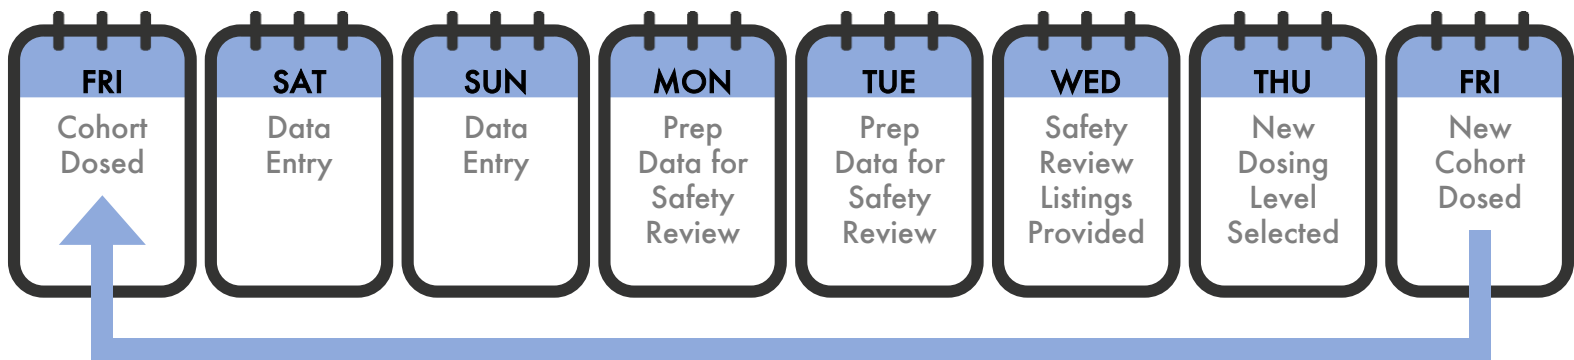 FRI
Cohort
Dosed
SAT
Data
Entry
SUN
Data
Entry
MON
Prep
Data for
Safety
Review
TUE
Prep
Data for
Safety
Review
WED
Safety
Review
Listings
Provided
THU
New
Dosing
Level
Selected
FRI
New
Cohort
Dosed